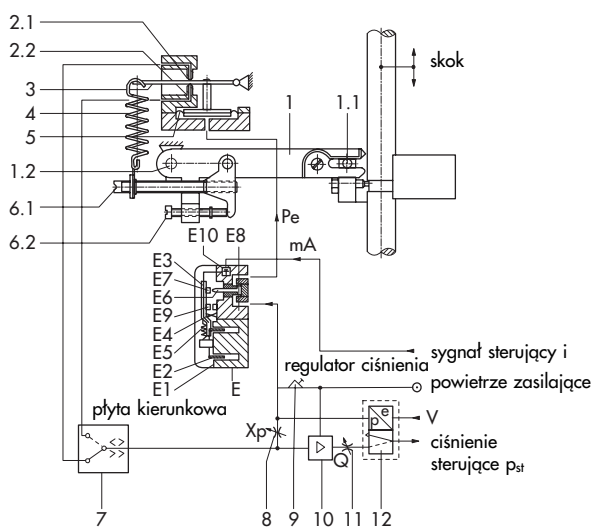 2.1
2.2
3
4
5
1.2
6.1
6.2
1
1.1
skok
Pe
E10 E8
mA
E3
E7
E6
E9
E4
E5
E2
E1
E
sygnał sterujący i
regulator ciśnienia
powietrze zasilające
płyta kierunkowa
Xp
e
p
V
Q
ciśnienie
sterujące pst
< >
> >
7
8 9 10 11 12